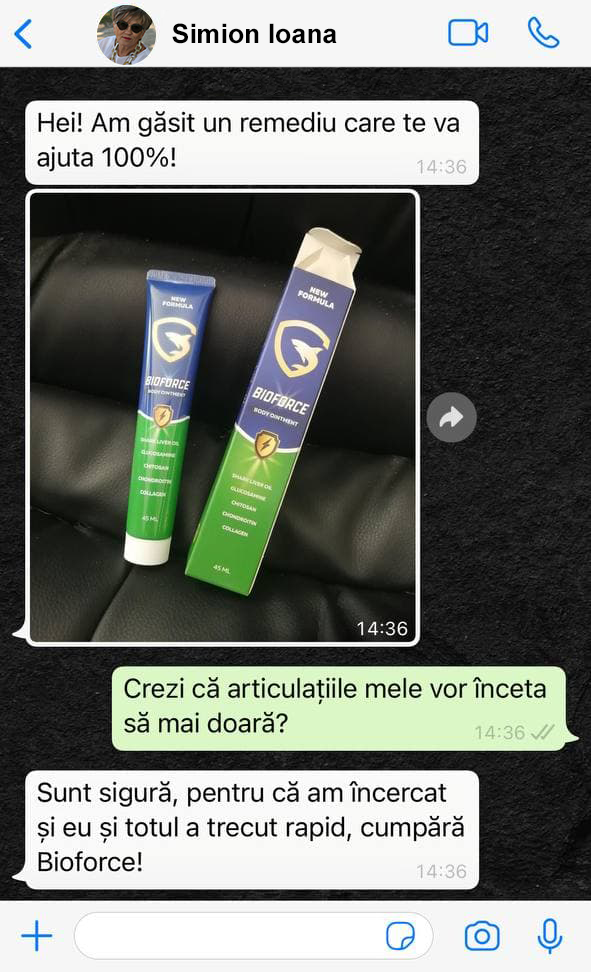 Simion Ioana
Hei! Am găsit un remediu care te va
ajuta 100%!
14:36
NEW
FORMULA
BIOFORCE
BODY OINTMENT
SHARK LIVER OIL
GLUCOSAMINE
CHITOSAN
CHONDROITIN
COLLAGEN
45 ML
NEW
FORMULA
BIOFORCE
BODY OINTMENT
SHARK LIVER OIL
GLUCOSAMINE
CHITOSAN
CHONDROITIN
COLLAGEN
45 ML
14:36
Crezi că articulațiile mele vor înceta
să mai doară?
14:36
Sunt sigură, pentru că am încercat
și eu și totul a trecut rapid, cumpără
Bioforce!
14:36